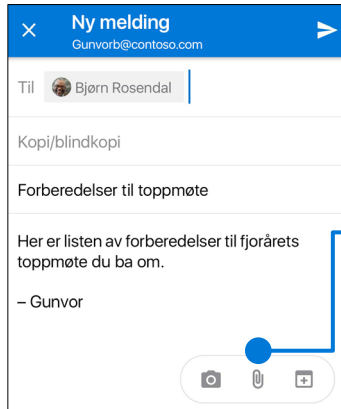 Ny melding
Gunvorb@contoso.com
Til Bjørn Rosendal
Kopi/blindkopi
Forberedelser til toppmøte
Her er listen av forberedelser til fjorårets
toppmøte du ba om.
– Gunvor